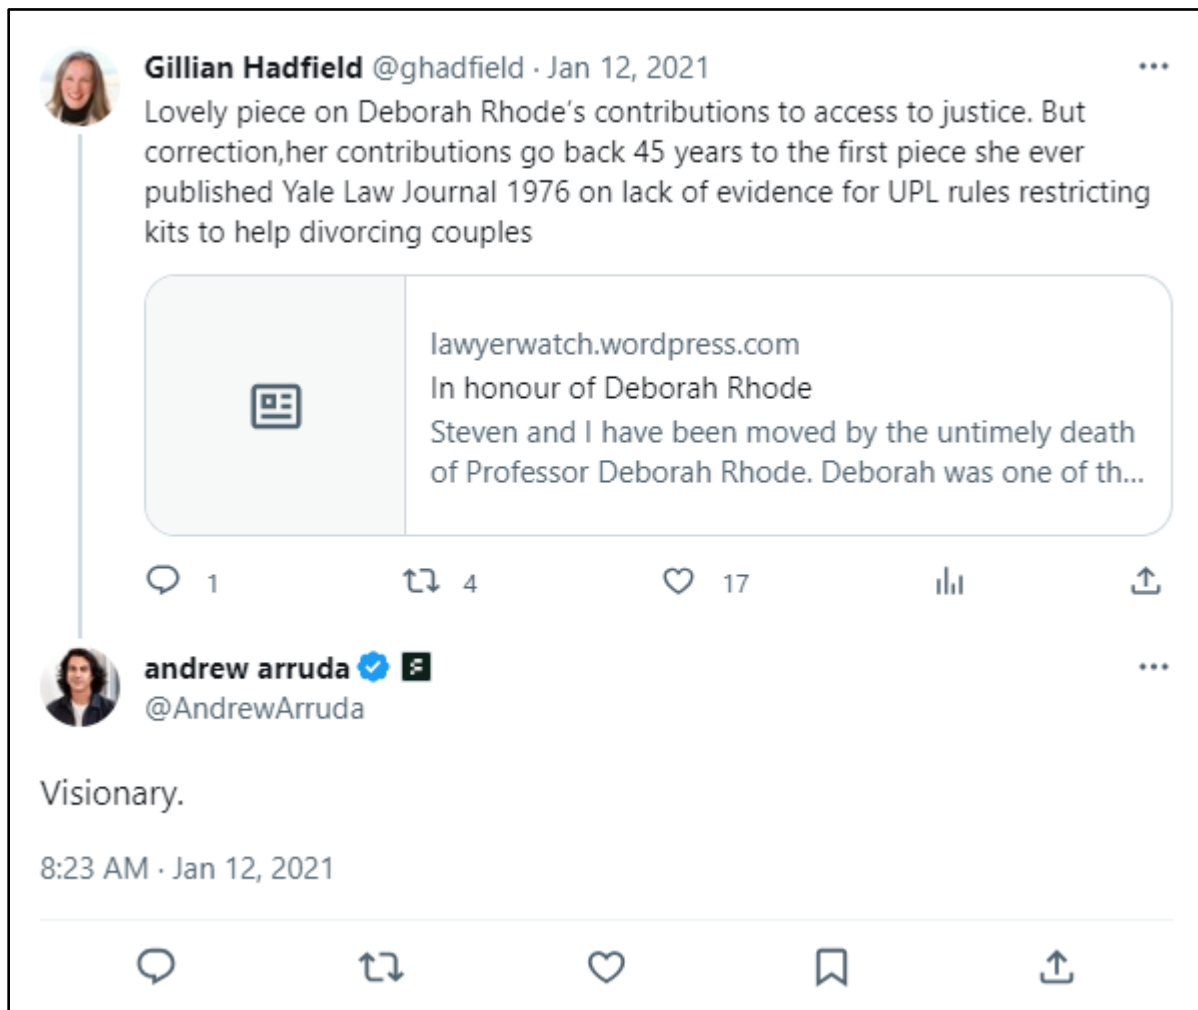 Gillian Hadfield @ghadfield · Jan 12, 2021
Lovely piece on Deborah Rhode's contributions to access to justice. But
correction,her contributions go back 45 years to the first piece she ever
published Yale Law Journal 1976 on lack of evidence for UPL rules restricting
kits to help divorcing couples
lawyerwatch.wordpress.com
In honour of Deborah Rhode
Steven and I have been moved by the untimely death
of Professor Deborah Rhode. Deborah was one of th...
1 4 17
andrew arruda
@AndrewArruda
Visionary.
8:23 AM · Jan 12, 2021